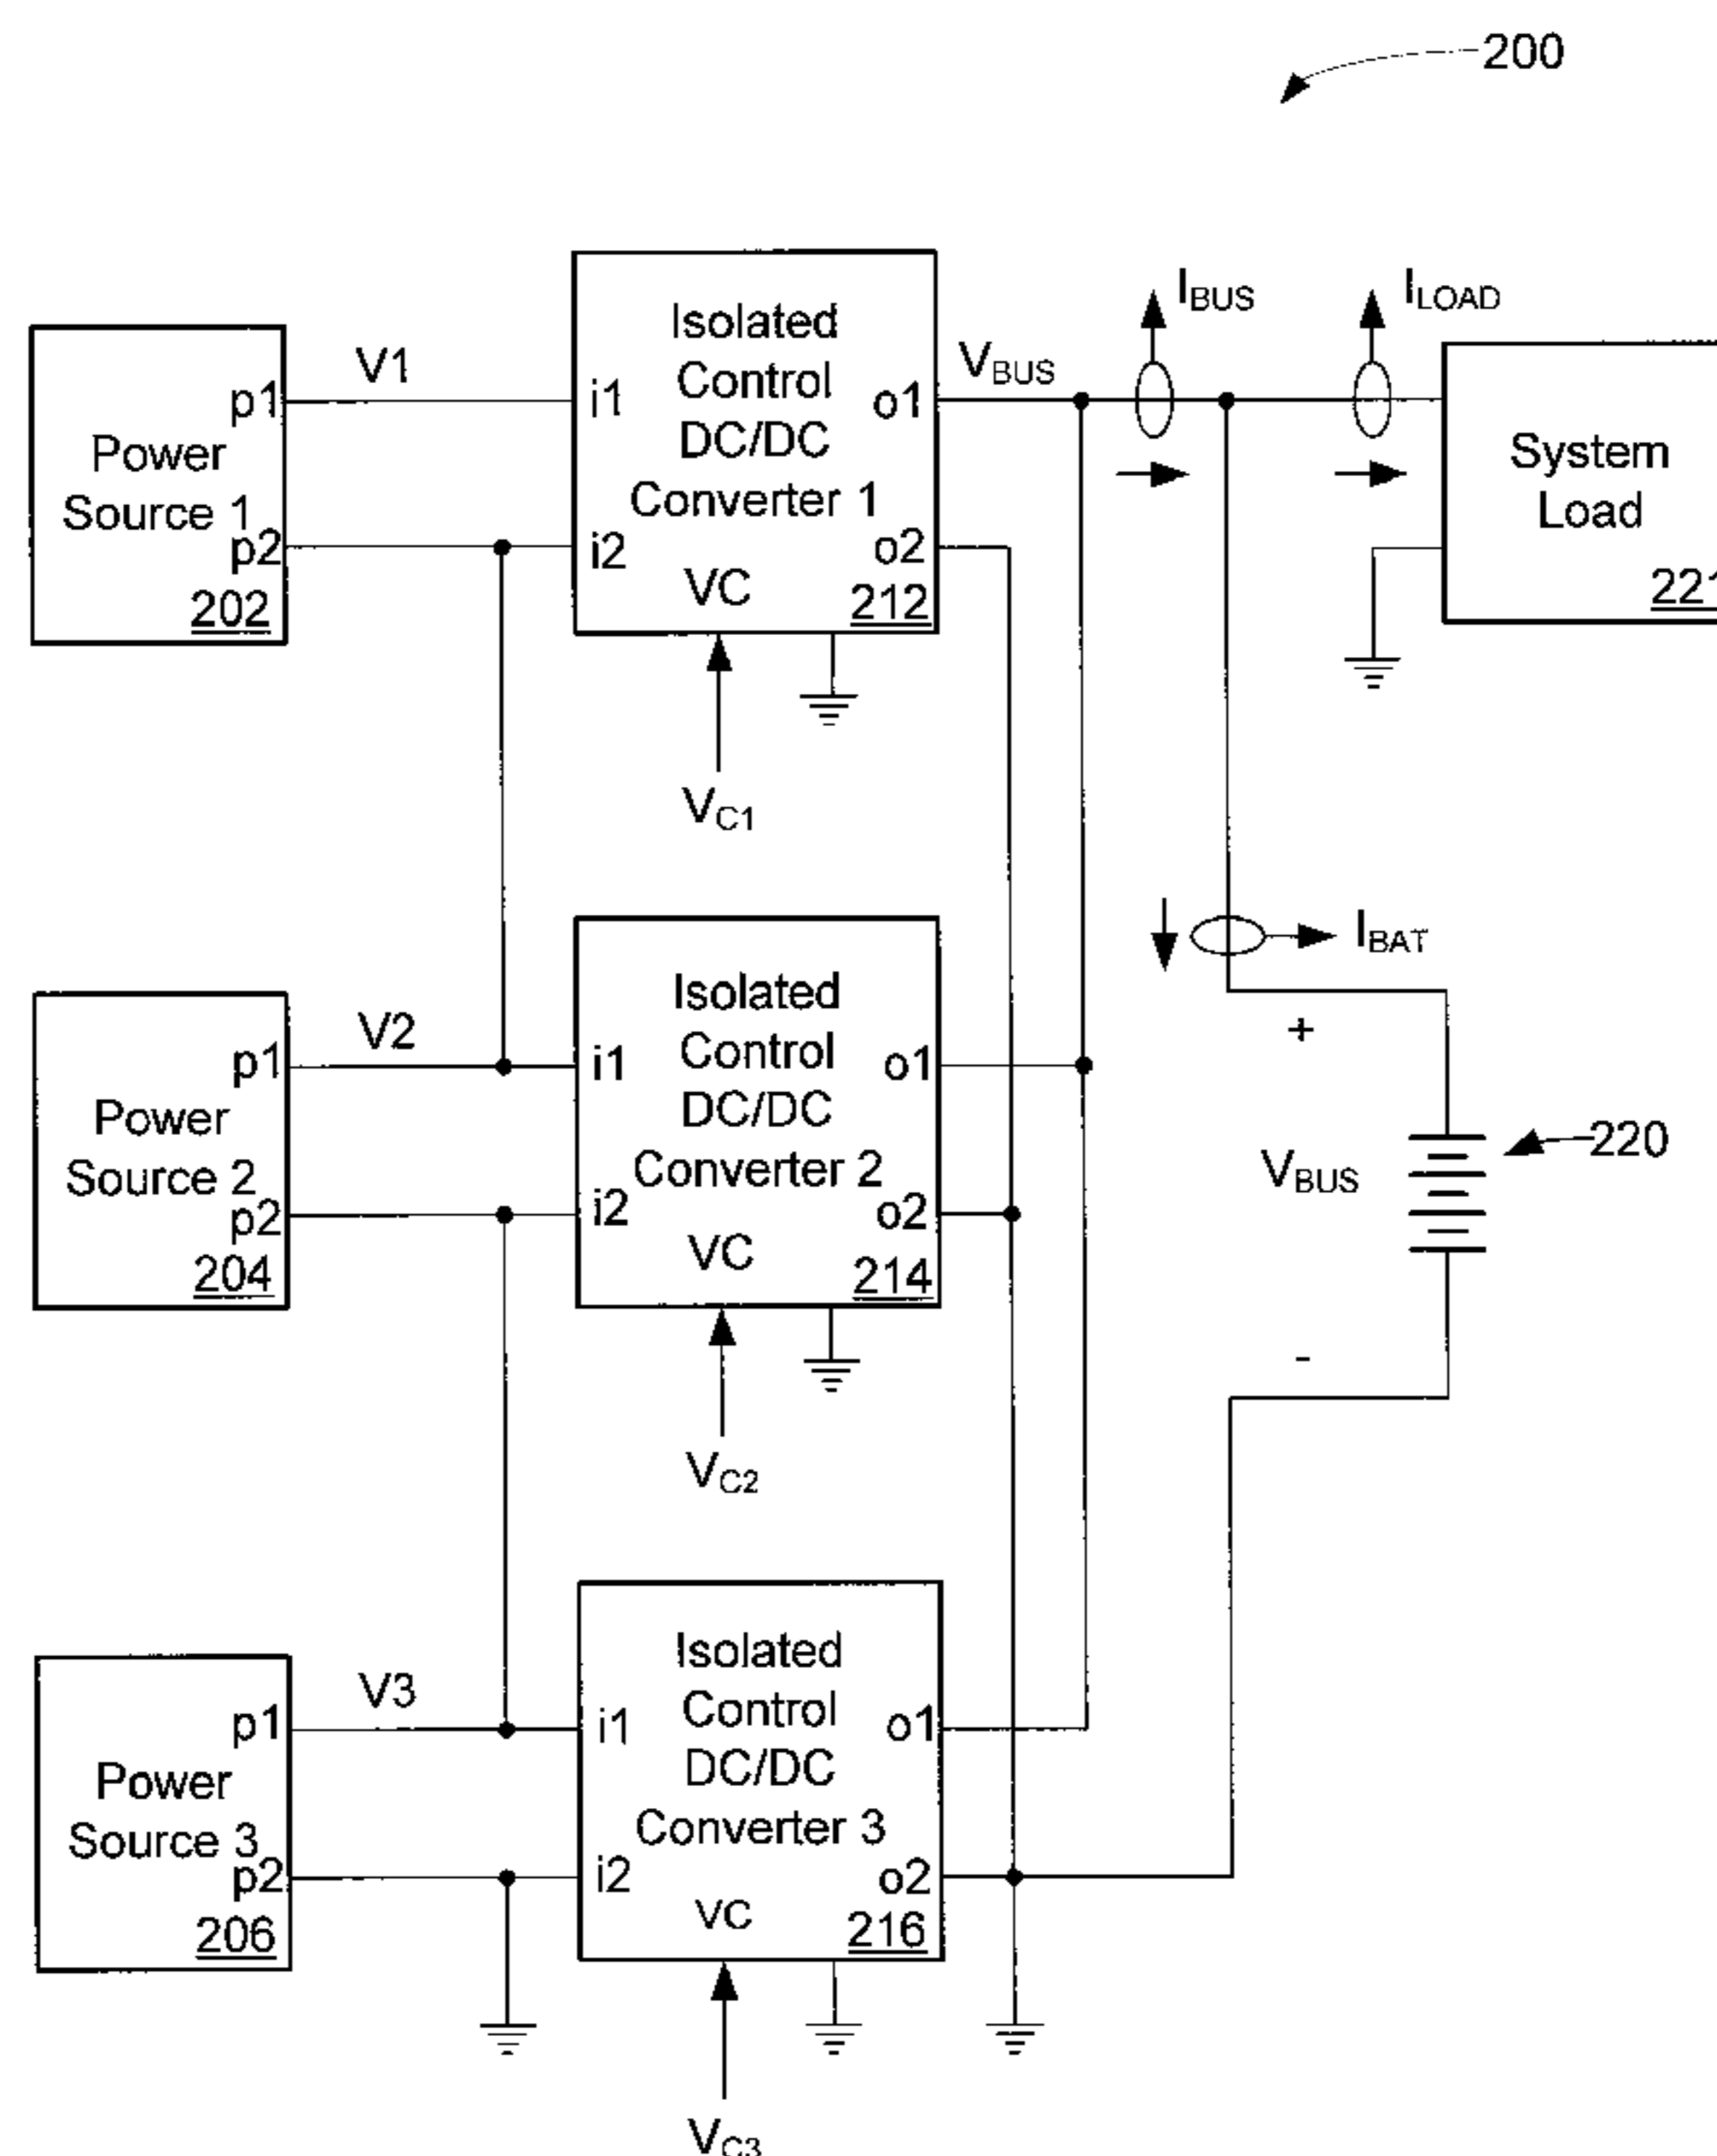 200
Power
Source 1
p1
p2
202
V1
Isolated
Control
DC/DC
Converter 1
i1
i2
o1
o2
VC
212
VC1
VBUS
IBUS
ILOAD
System
Load
221
Power
Source 2
p1
p2
204
V2
Isolated
Control
DC/DC
Converter 2
i1
i2
o1
o2
VC
214
VC2
IBAT
+
VBUS
-
220
Power
Source 3
p1
p2
206
V3
Isolated
Control
DC/DC
Converter 3
i1
i2
o1
o2
VC
216
VC3